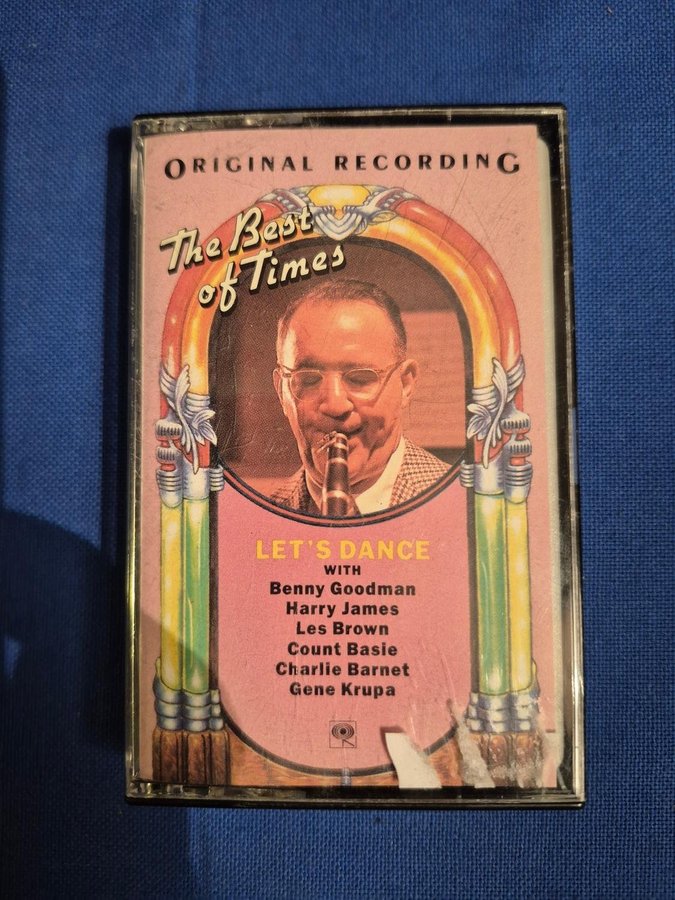 ORIGINAL RECORDING
The Best
of Times
LET'S DANCE
WITH
Benny Goodman
Harry James
Les Brown
Count Basie
Charlie Barnet
Gene Krupa